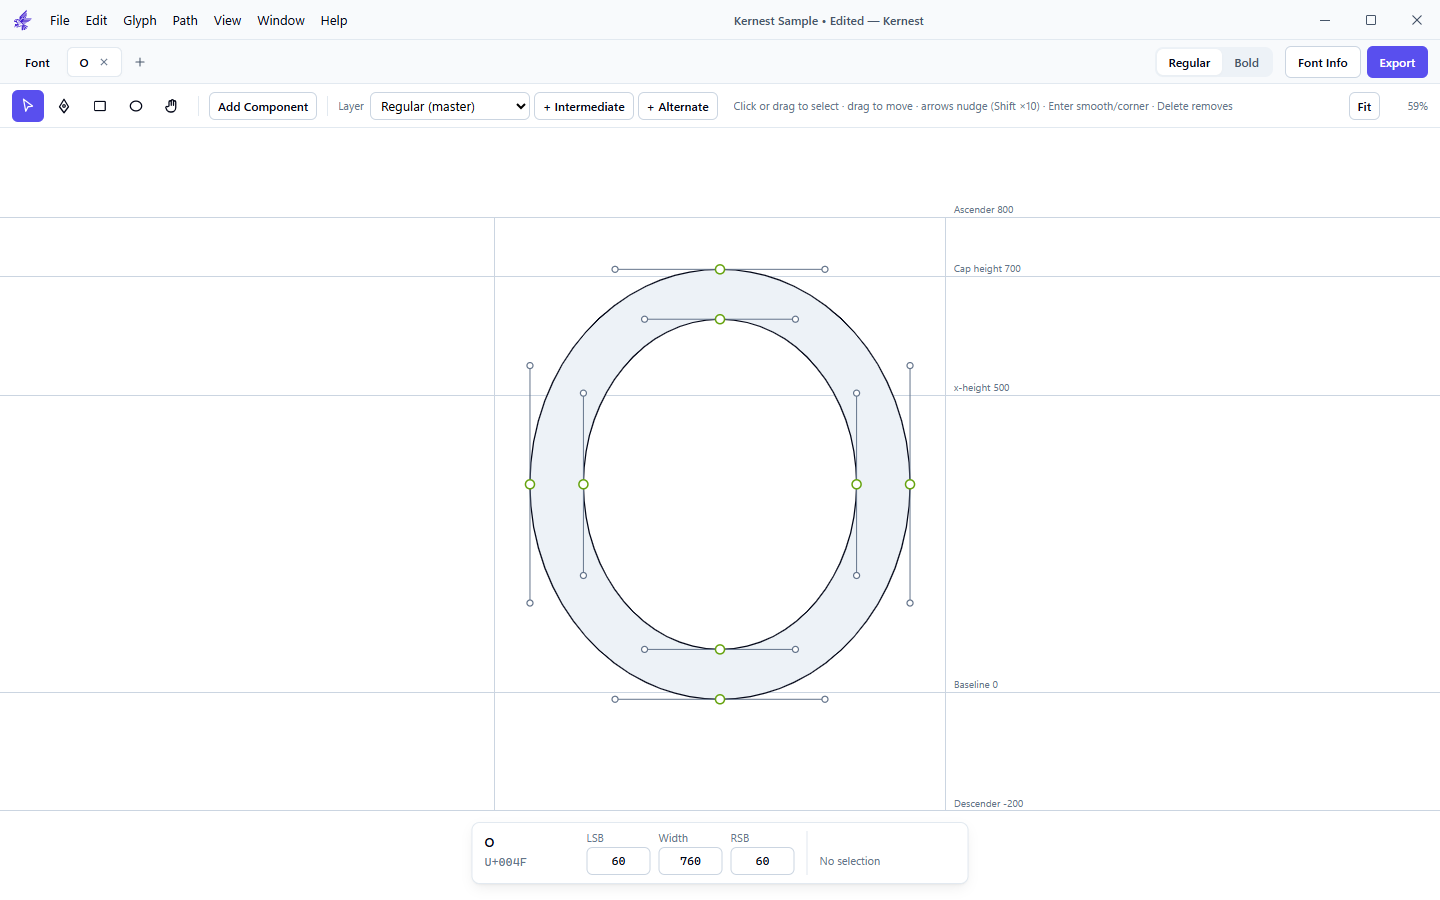 File Edit Glyph Path View Window Help
Kernest Sample • Edited — Kernest
Font
O
Regular Bold
Font Info
Export
Add Component
Layer Regular (master)
+ Intermediate
+ Alternate
Click or drag to select · drag to move · arrows nudge (Shift ×10) · Enter smooth/corner · Delete removes
Fit
59%
Ascender 800
Cap height 700
x-height 500
Baseline 0
Descender -200
O
U+004F
LSB Width RSB
60 760 60
No selection